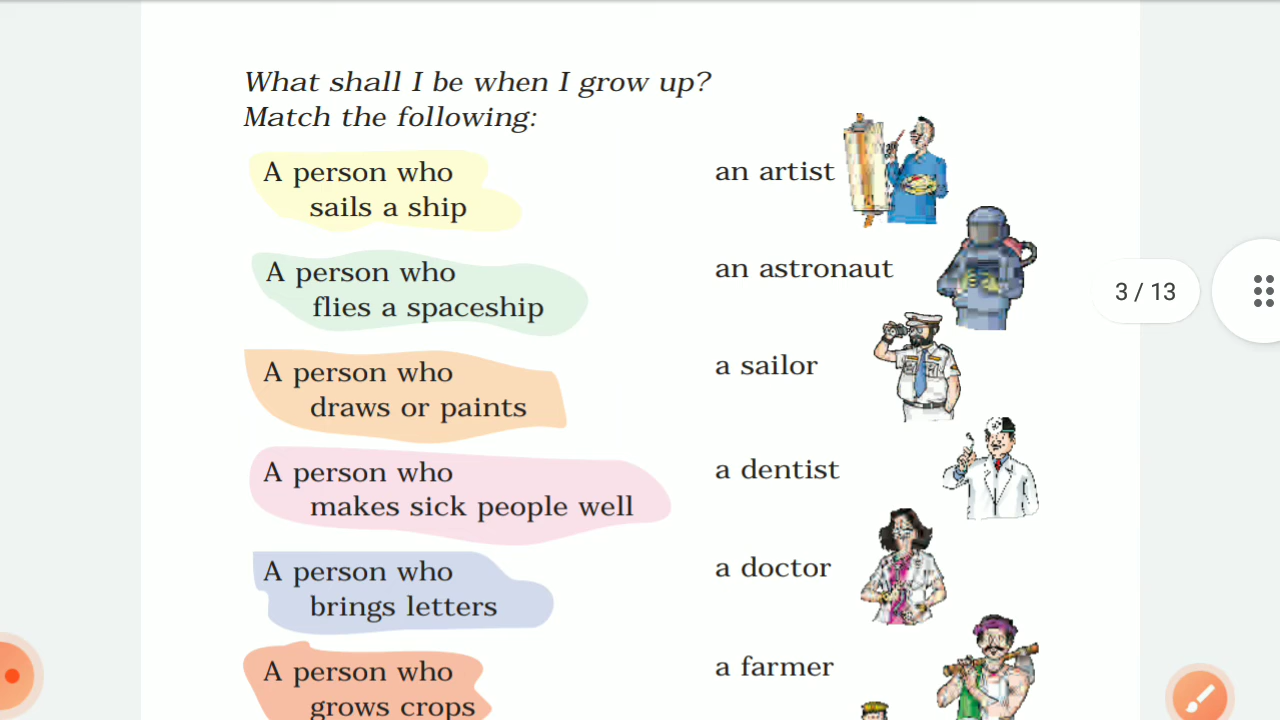 What shall I be when I grow up?
Match the following:
A person who
sails a ship
A person who
flies a spaceship
A person who
draws or paints
A person who
makes sick people well
A person who
brings letters
A person who
grows crops
an artist
an astronaut
a sailor
a dentist
a doctor
a farmer
3 / 13